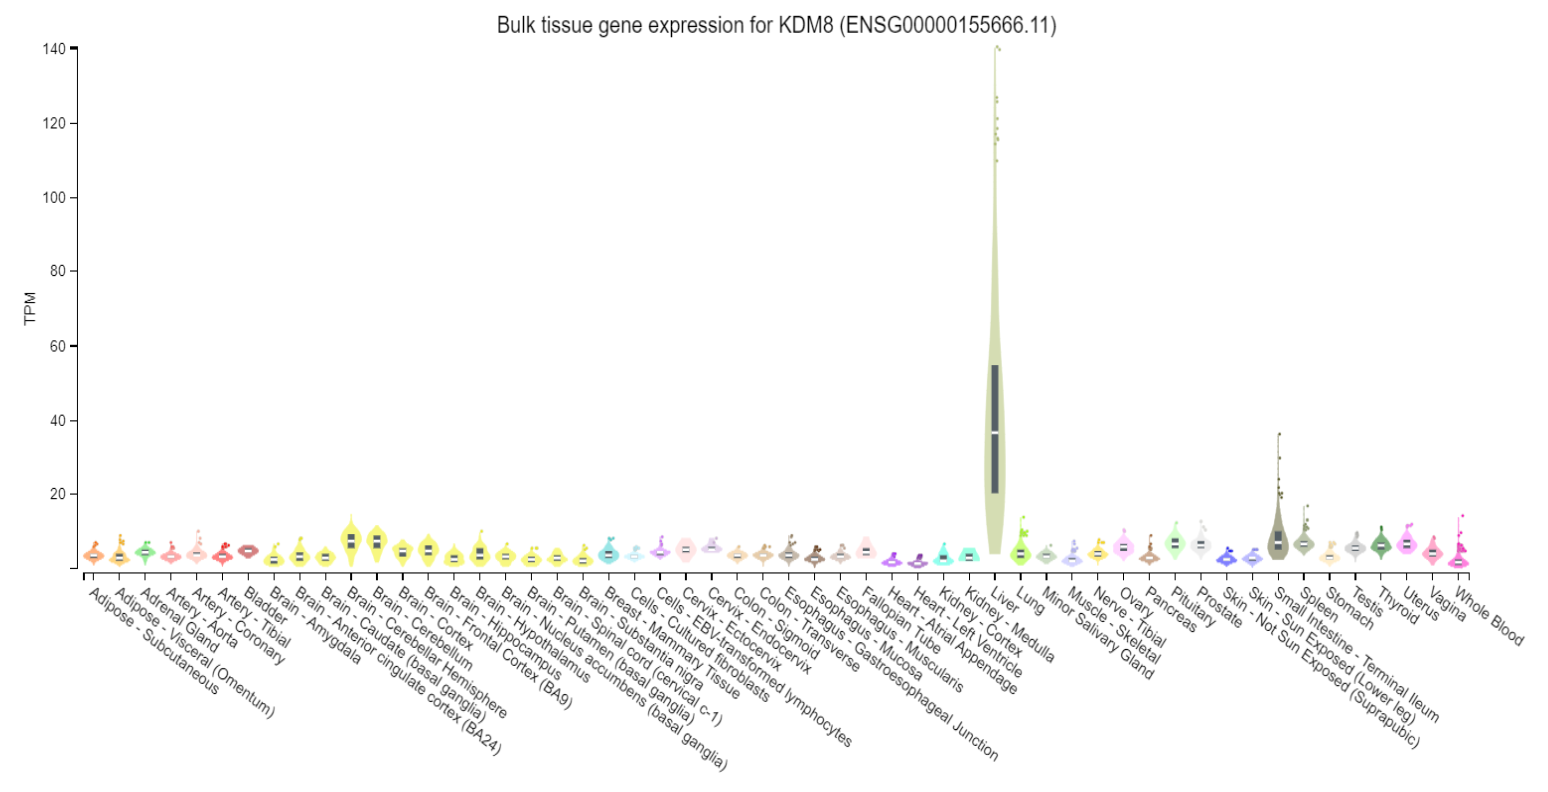 Bulk tissue gene expression for KDM8 (ENSG00000155666.11)
140
120
100
80
60
40
20
TPM
Adipose - Subcutaneous
Adipose - Visceral (Omentum)
Adrenal Gland
Artery - Aorta
Artery - Coronary
Artery - Tibial
Bladder
Brain - Amygdala
Brain - Anterior cingulate cortex (BA24)
Brain - Caudate (basal ganglia)
Brain - Cerebellar Hemisphere
Brain - Cerebellum
Brain - Cortex
Brain - Frontal Cortex (BA9)
Brain - Hippocampus
Brain - Hypothalamus
Brain - Nucleus accumbens (basal ganglia)
Brain - Putamen (basal ganglia)
Brain - Spinal cord (cervical c-1)
Brain - Substantia nigra
Breast - Mammary Tissue
Cells - Cultured fibroblasts
Cells - EBV-transformed lymphocytes
Cervix - Ectocervix
Cervix - Endocervix
Colon - Sigmoid
Colon - Transverse
Esophagus - Gastroesophageal Junction
Esophagus - Mucosa
Esophagus - Muscularis
Fallopian Tube
Heart - Atrial Appendage
Heart - Left Ventricle
Kidney - Cortex
Kidney - Medulla
Liver
Lung
Minor Salivary Gland
Muscle - Skeletal
Nerve - Tibial
Ovary
Pancreas
Pituitary
Prostate
Skin - Not Sun Exposed (Suprapubic)
Skin - Sun Exposed (Lower leg)
Small Intestine - Terminal Ileum
Spleen
Stomach
Testis
Thyroid
Uterus
Vagina
Whole Blood